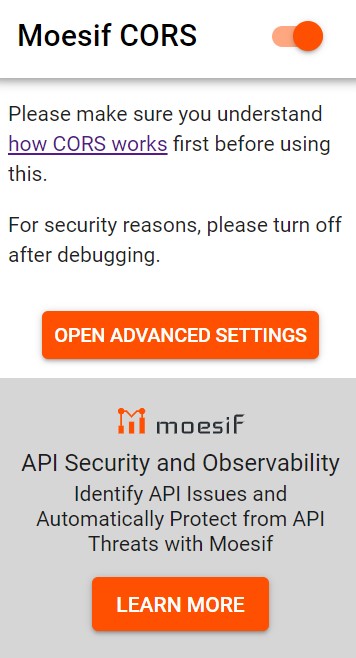 Moesif CORS
Please make sure you understand
how CORS works first before using
this.
For security reasons, please turn off
after debugging.
OPEN ADVANCED SETTINGS
moesif
API Security and Observability
Identify API Issues and
Automatically Protect from API
Threats with Moesif
LEARN MORE